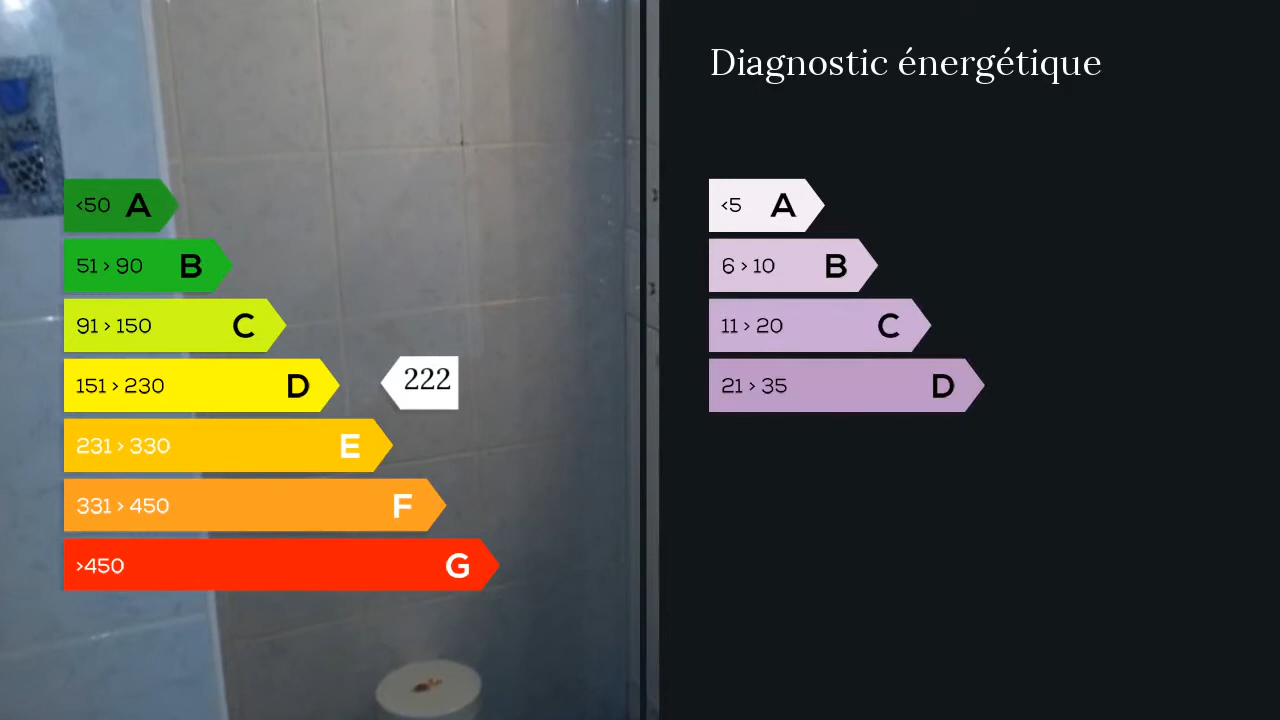 Diagnostic énergétique
<50 A
51 > 90 B
91 > 150 C
151 > 230 D
222
231 > 330 E
331 > 450 F
>450 G
<5 A
6 > 10 B
11 > 20 C
21 > 35 D